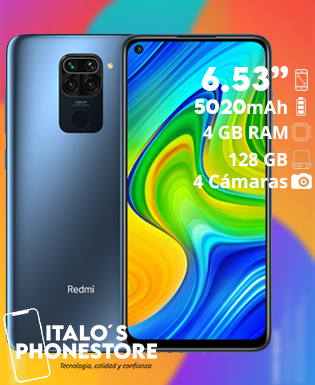 6.53”
5020mAh
4 GB RAM
128 GB
4 Cámaras
Redmi
ITALO´S
PHONESTORE
Tecnología, calidad y confianza